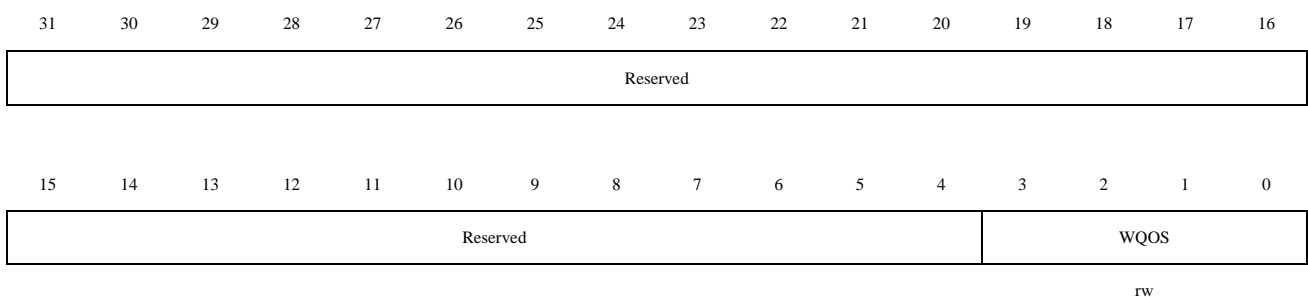 31 30 29 28 27 26 25 24 23 22 21 20 19 18 17 16
Reserved
15 14 13 12 11 10 9 8 7 6 5 4 3 2 1 0
Reserved WQOS
rw